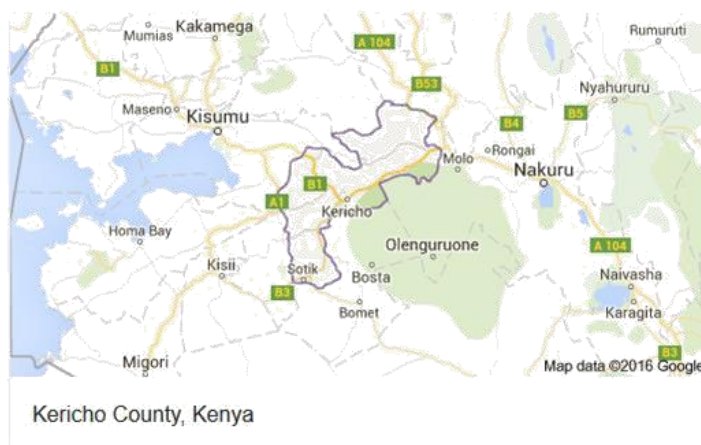 Kakamega
Mumias
Rumuruti
A 104
B1
B53
Nyahururu
Maseno
B5
Kisumu
B4
Rongai
Molo
Nakuru
B1
A1
Kericho
Homa Bay
Olenguruone
A 104
Kisii
Sotik
Bosta
Naivasha
B3
Bomet
Karagita
B3
Migori
Map data ©2016 Google
Kericho County, Kenya